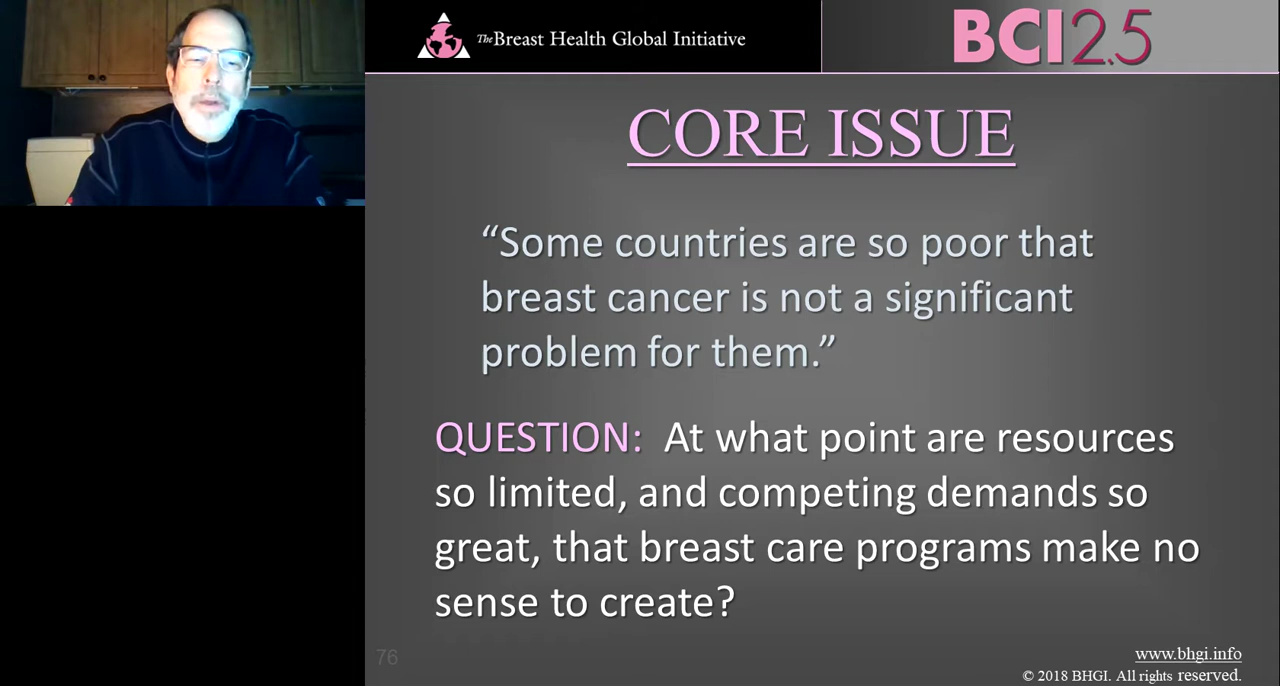 The Breast Health Global Initiative
BCI2.5
CORE ISSUE
“Some countries are so poor that
breast cancer is not a significant
problem for them.”
QUESTION: At what point are resources
so limited, and competing demands so
great, that breast care programs make no
sense to create?
76
www.bhgi.info
© 2018 BHGI. All rights reserved.